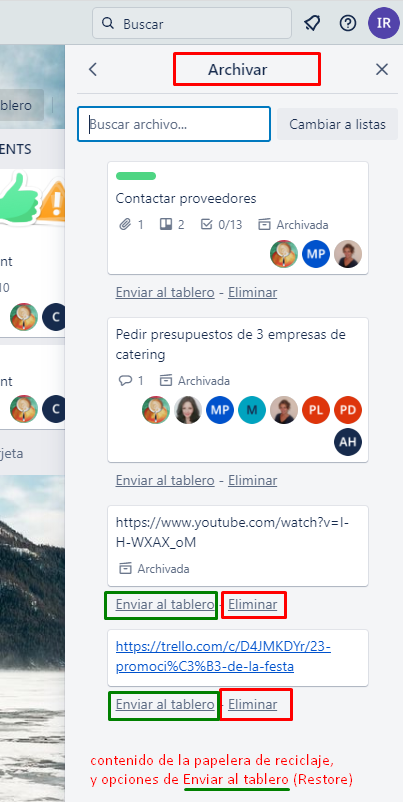 Buscar
IR
ablero
Archivar
ENTS
Buscar archivo...
Cambiar a listas
Contactar proveedores
1 2 0/13 Archivada
MP
nt
10
C
Enviar al tablero - Eliminar
Pedir presupuestos de 3 empresas de
catering
1 Archivada
nt
MP M PL PD
C
AH
rjeta
Enviar al tablero - Eliminar
https://www.youtube.com/watch?v=I-
H-WXAX_oM
Archivada
Enviar al tablero - Eliminar
https://trello.com/c/D4JMKDYr/23-
promoci%C3%B3-de-la-festa
Enviar al tablero - Eliminar
contenido de la papelera de reciclaje,
y opciones de Enviar al tablero (Restore)